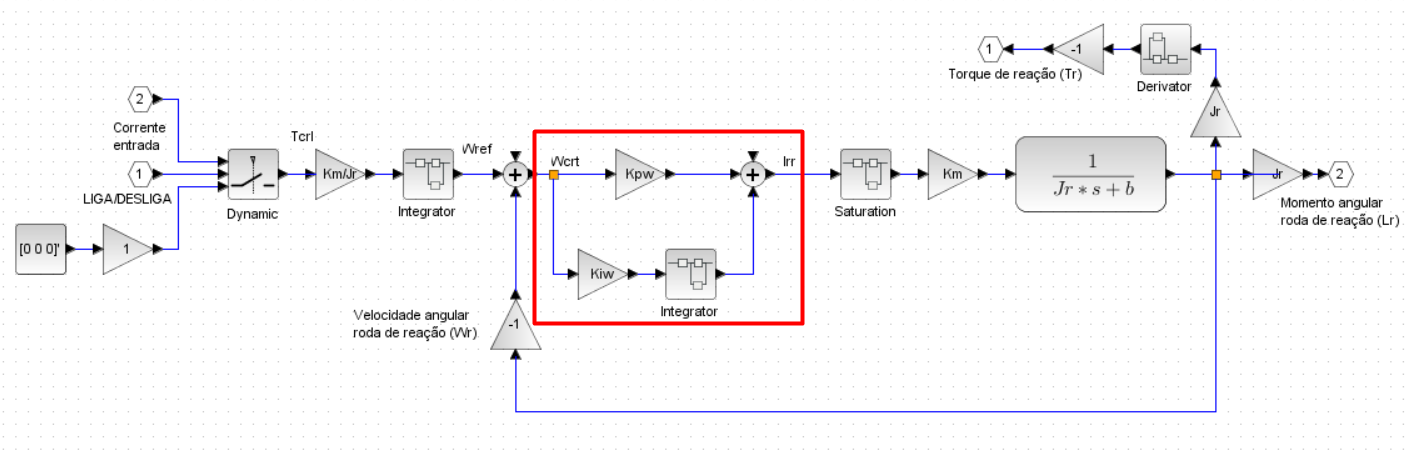 1
-1
Torque de reação (Tr)
Derivator
Jr
2
Corrente
entrada
1
LIGA/DESLIGA
[0 0 0]'
1
Dynamic
Tcrl
Km/Jr
Integrator
Wref
+
Wcrt
Kpw
+
Irr
Kiw
Integrator
Saturation
Km
1
Jr * s + b
Jr
2
Momento angular
roda de reação (Lr)
Velocidade angular
roda de reação (Wr)
-1